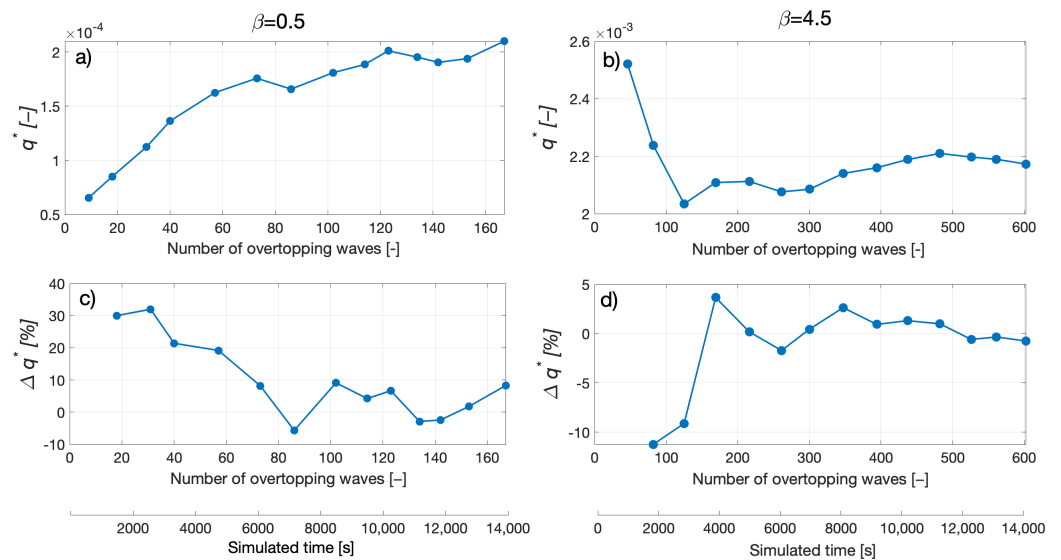 β=0.5
×10⁻⁴
a)
2
1.5
1
0.5
q* [–]
0 20 40 60 80 100 120 140 160
Number of overtopping waves [-]
β=4.5
×10⁻³
b)
2.6
2.4
2.2
2
q* [–]
0 100 200 300 400 500 600
Number of overtopping waves [-]
c)
40
30
20
10
0
-10
Δ q* [%]
0 20 40 60 80 100 120 140 160
Number of overtopping waves [–]
d)
5
0
-5
-10
Δ q* [%]
0 100 200 300 400 500 600
Number of overtopping waves [–]
0 2000 4000 6000 8000 10,000 12,000 14,000
Simulated time [s]
0 2000 4000 6000 8000 10,000 12,000 14,000
Simulated time [s]